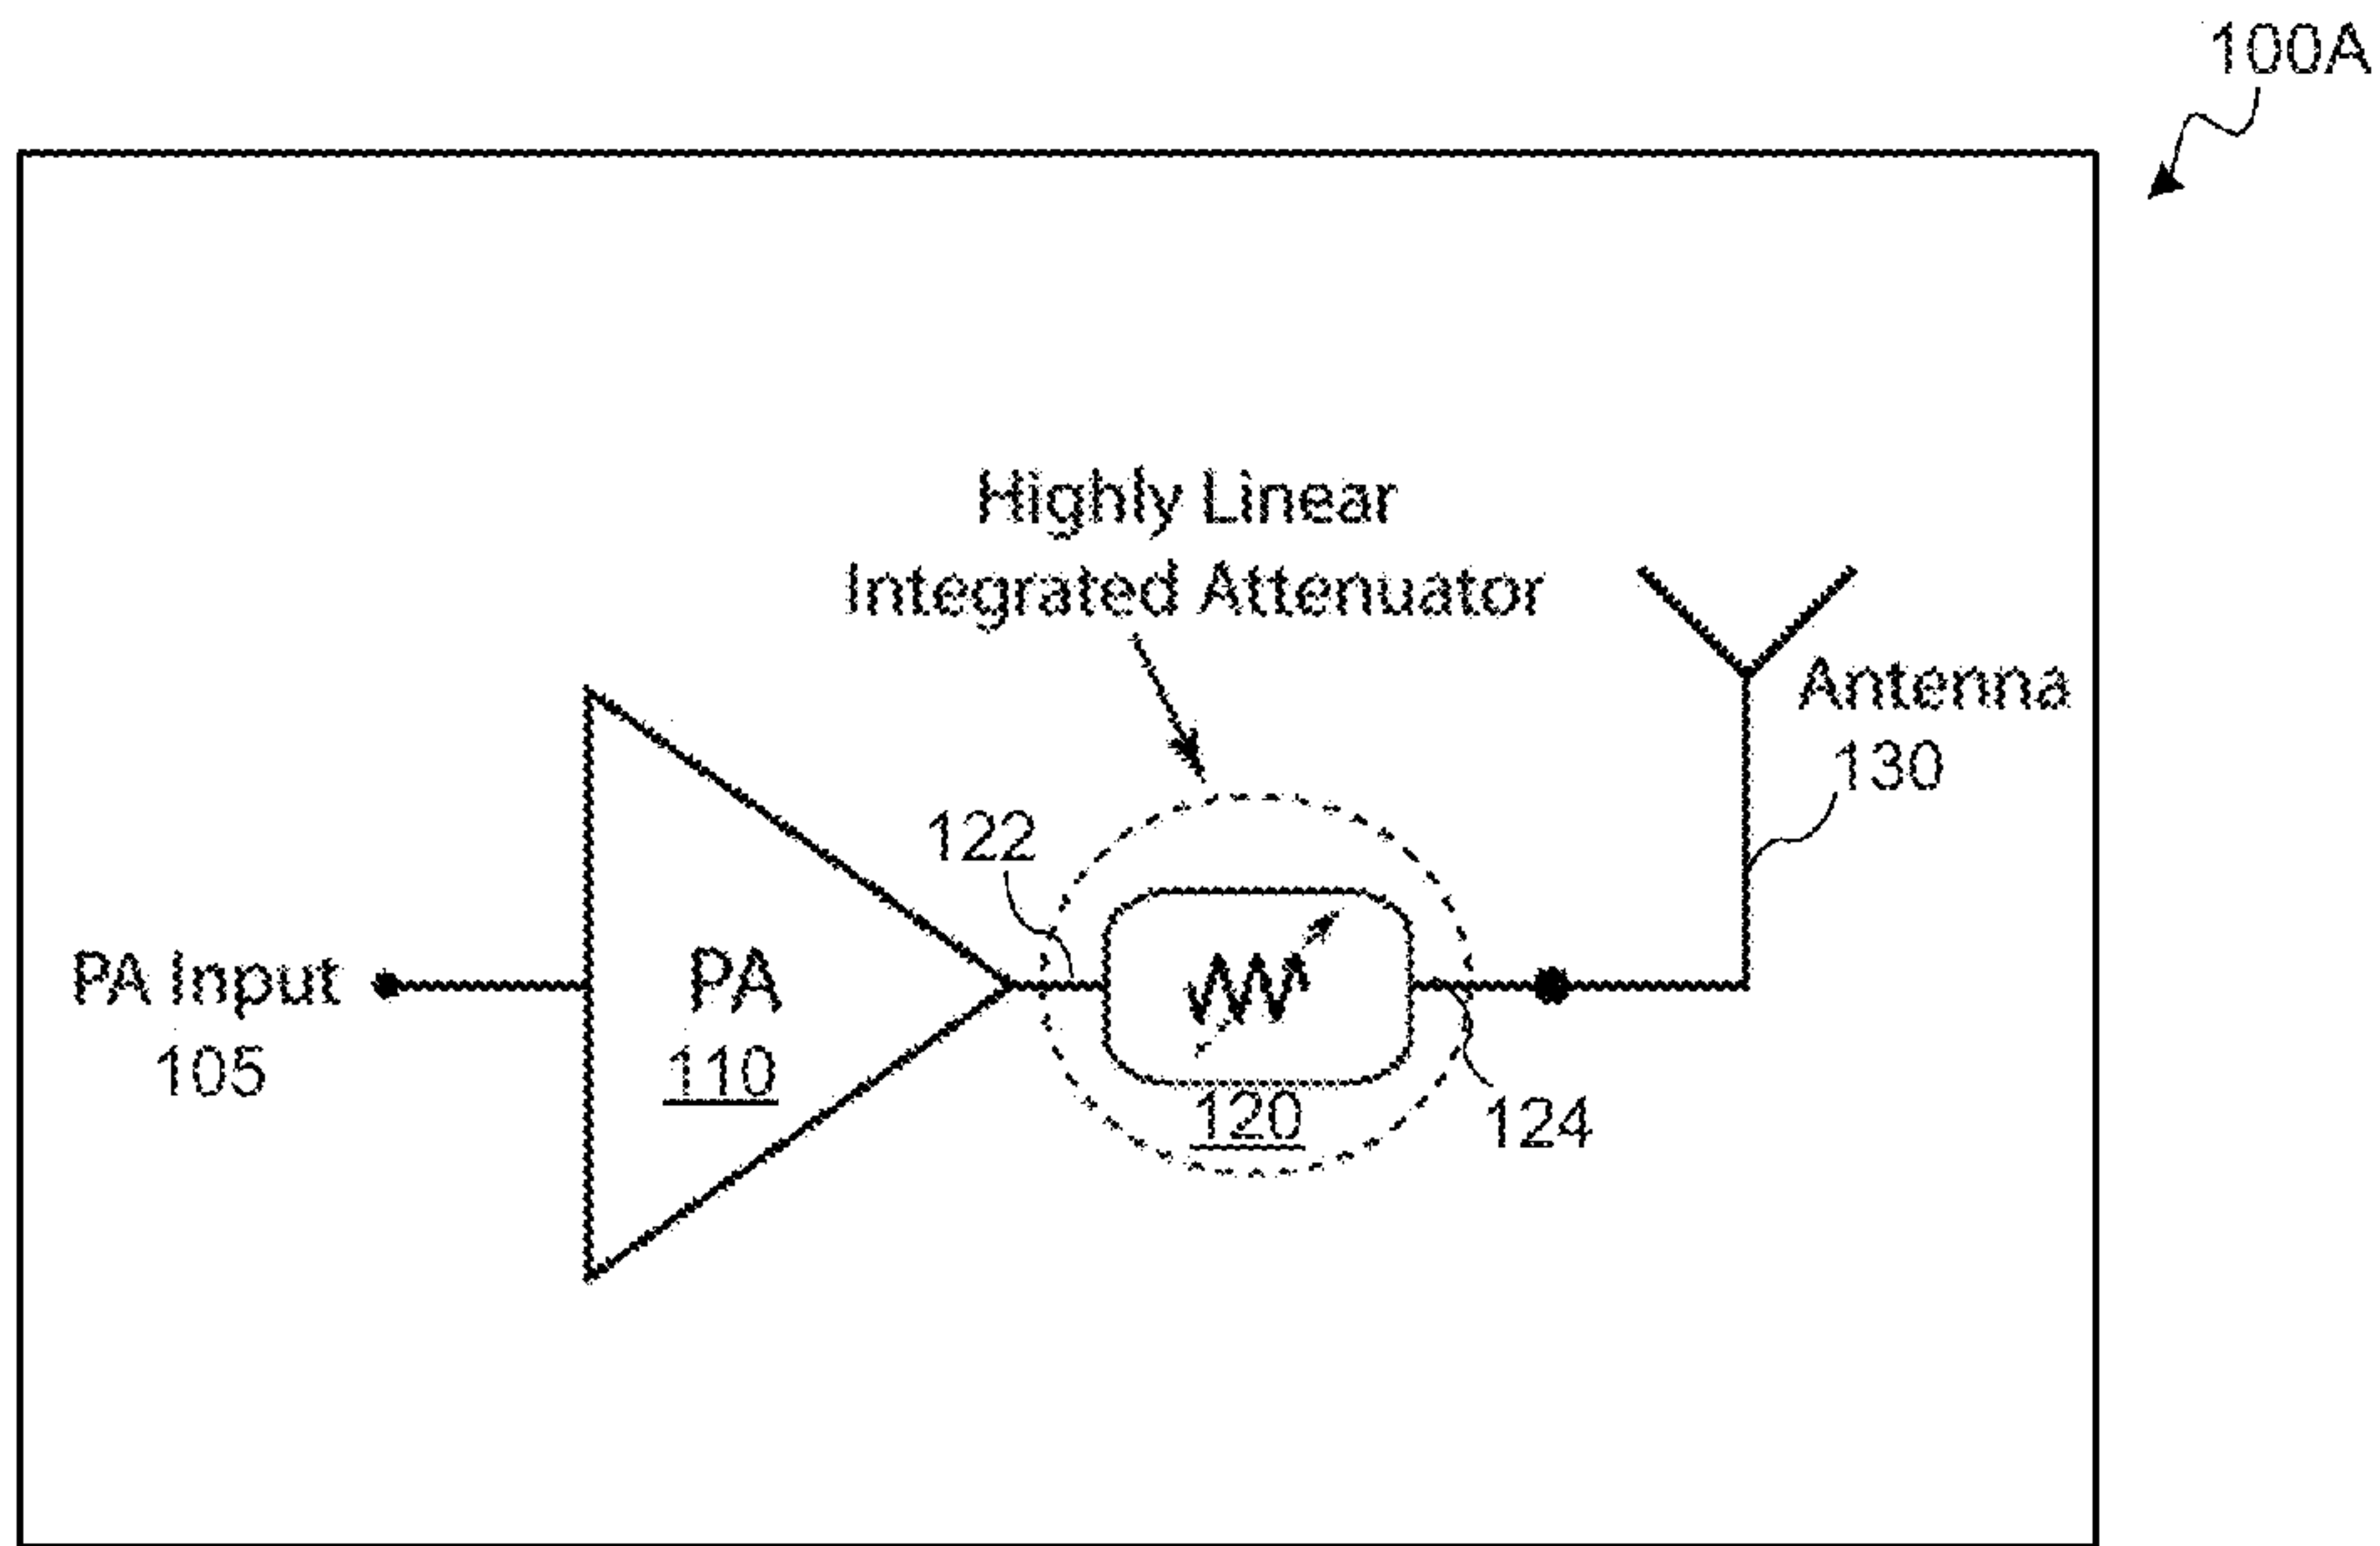 100A
Highly Linear
Integrated Attenuator
Antenna
130
122
PA Input
105
PA
110
120
124